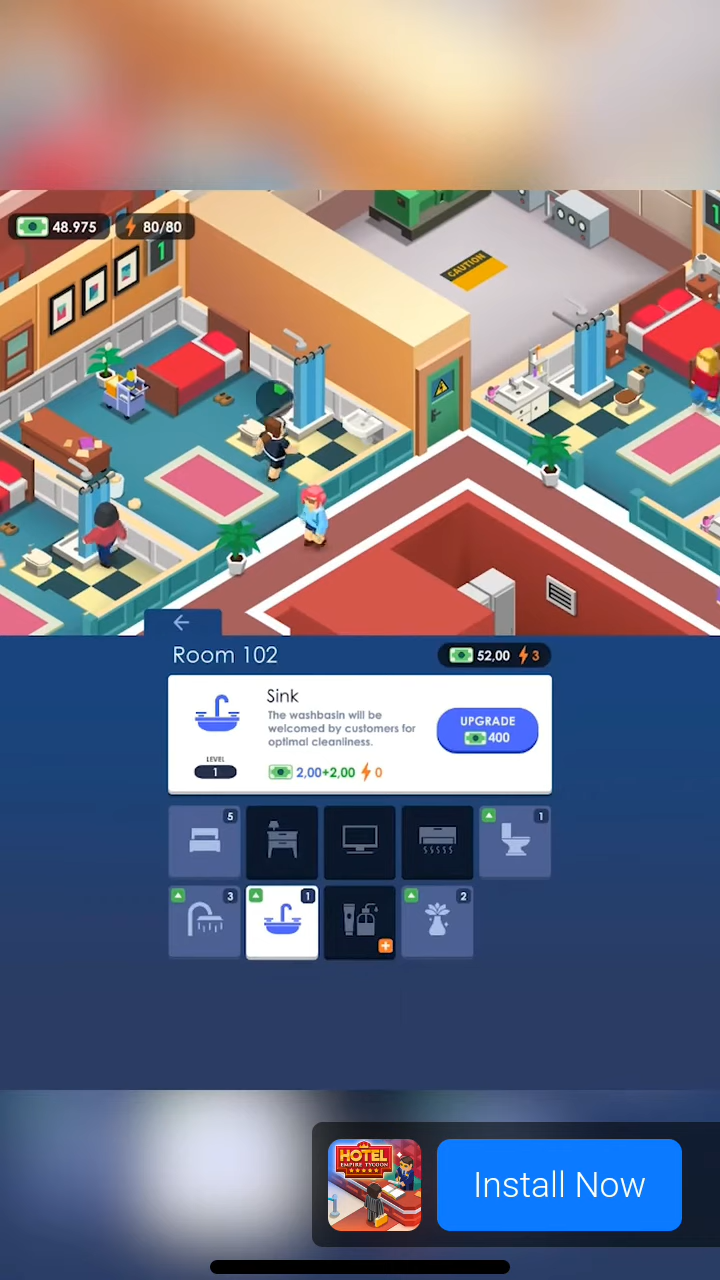 48.975
80/80
1
CAUTION
1
Room 102
52,00
3
Sink
The washbasin will be
welcomed by customers for
optimal cleanliness.
UPGRADE
400
LEVEL
1
2,00+2,00
0
5
1
3
1
2
HOTEL
EMPIRE TYCOON
Install Now